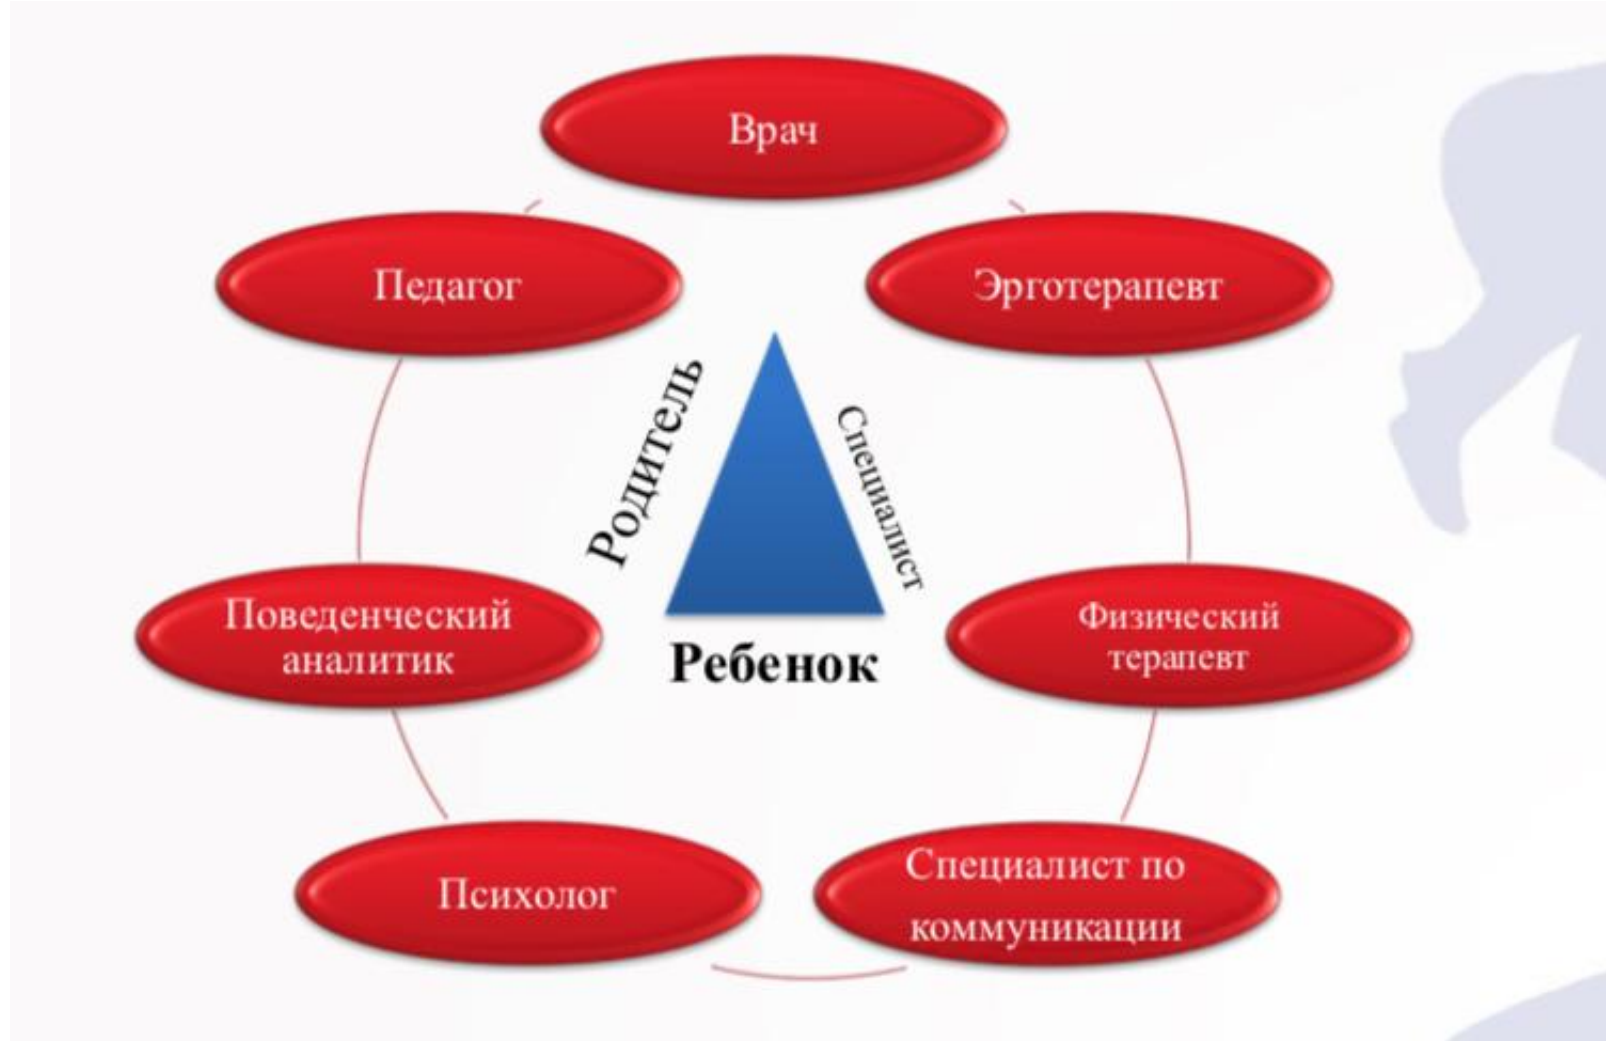 Врач
Педагог
Эрготерапевт
Родитель
Специалист
Поведенческий
аналитик
Ребенок
Физический
терапевт
Психолог
Специалист по
коммуникации